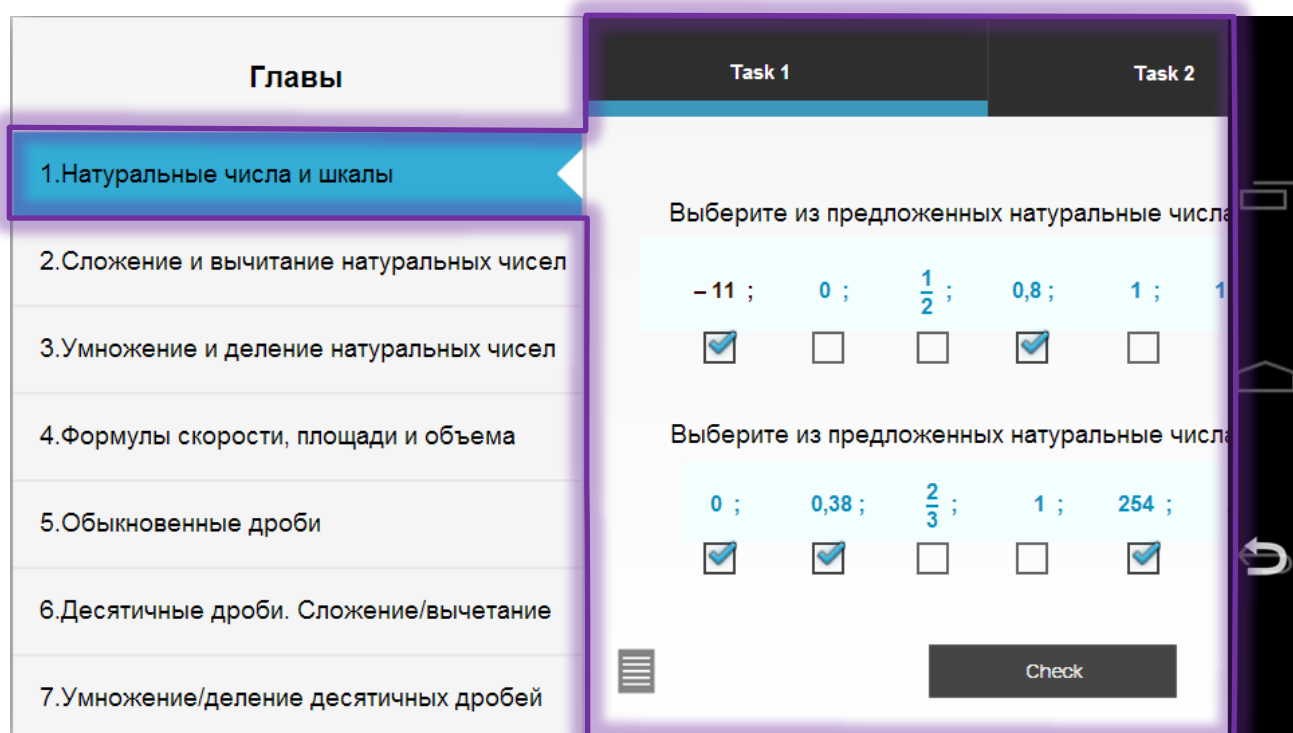 Главы
1.Натуральные числа и шкалы
2.Сложение и вычитание натуральных чисел
3.Умножение и деление натуральных чисел
4.Формулы скорости, площади и объема
5.Обыкновенные дроби
6.Десятичные дроби. Сложение/вычетание
7.Умножение/деление десятичных дробей
Task 1 Task 2
Выберите из предложенных натуральные числа
– 11 ; 0 ; 1/2 ; 0,8 ; 1 ; 1
Выберите из предложенных натуральные числа
0 ; 0,38 ; 2/3 ; 1 ; 254 ;
Check